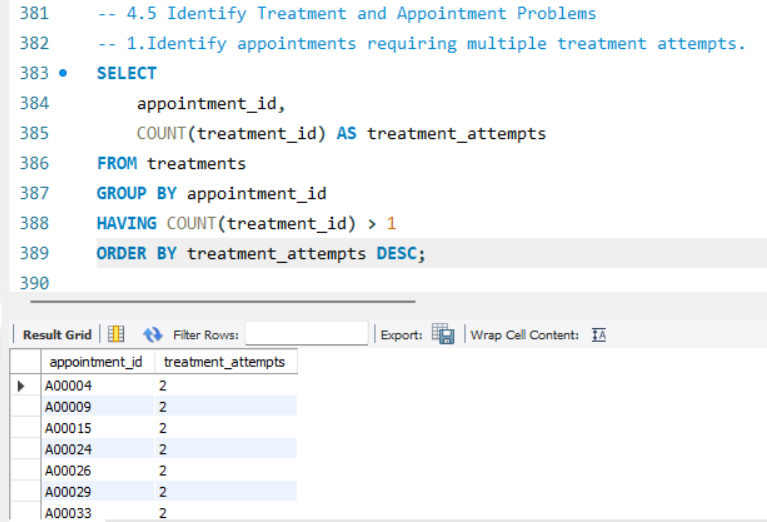 381 -- 4.5 Identify Treatment and Appointment Problems
382 -- 1.Identify appointments requiring multiple treatment attempts.
383 SELECT
384 appointment_id,
385 COUNT(treatment_id) AS treatment_attempts
386 FROM treatments
387 GROUP BY appointment_id
388 HAVING COUNT(treatment_id) > 1
389 ORDER BY treatment_attempts DESC;
390
Result Grid Filter Rows: Export: Wrap Cell Content: IA
appointment_id treatment_attempts
A00004 2
A00009 2
A00015 2
A00024 2
A00026 2
A00029 2
A00033 2